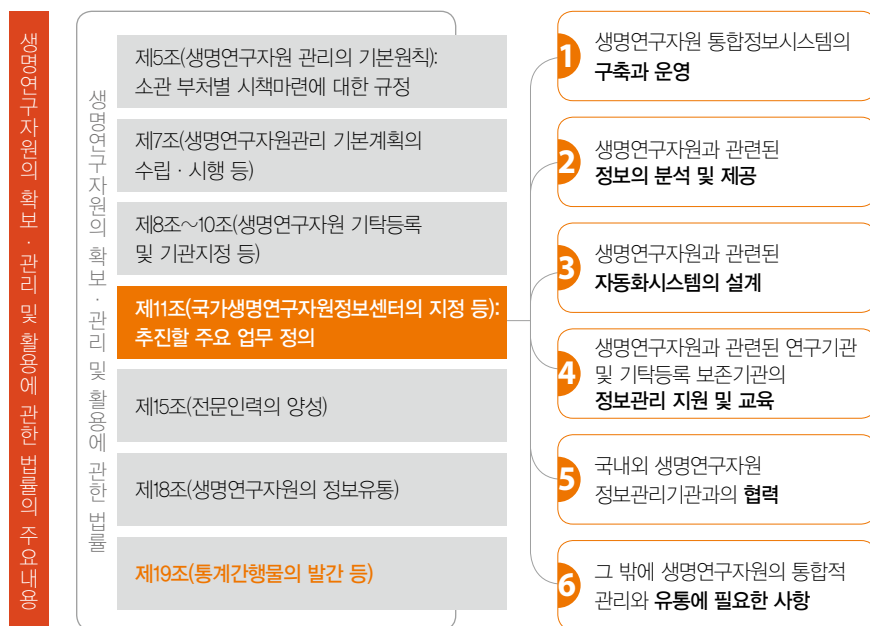 생명연구자원의 확보 · 관리 및 활용에 관한 법률의 주요내용
생명연구자원의 확보 · 관리 및 활용에 관한 법률
제5조(생명연구자원 관리의 기본원칙):
소관 부처별 시책마련에 대한 규정
제7조(생명연구자원관리 기본계획의
수립 · 시행 등)
제8조~10조(생명연구자원 기탁등록
및 기관지정 등)
제11조(국가생명연구자원정보센터의 지정 등):
추진할 주요 업무 정의
제15조(전문인력의 양성)
제18조(생명연구자원의 정보유통)
제19조(통계간행물의 발간 등)
1
생명연구자원 통합정보시스템의
구축과 운영
2
생명연구자원과 관련된
정보의 분석 및 제공
3
생명연구자원과 관련된
자동화시스템의 설계
4
생명연구자원과 관련된 연구기관
및 기탁등록 보존기관의
정보관리 지원 및 교육
5
국내외 생명연구자원
정보관리기관과의 협력
6
그 밖에 생명연구자원의 통합적
관리와 유통에 필요한 사항